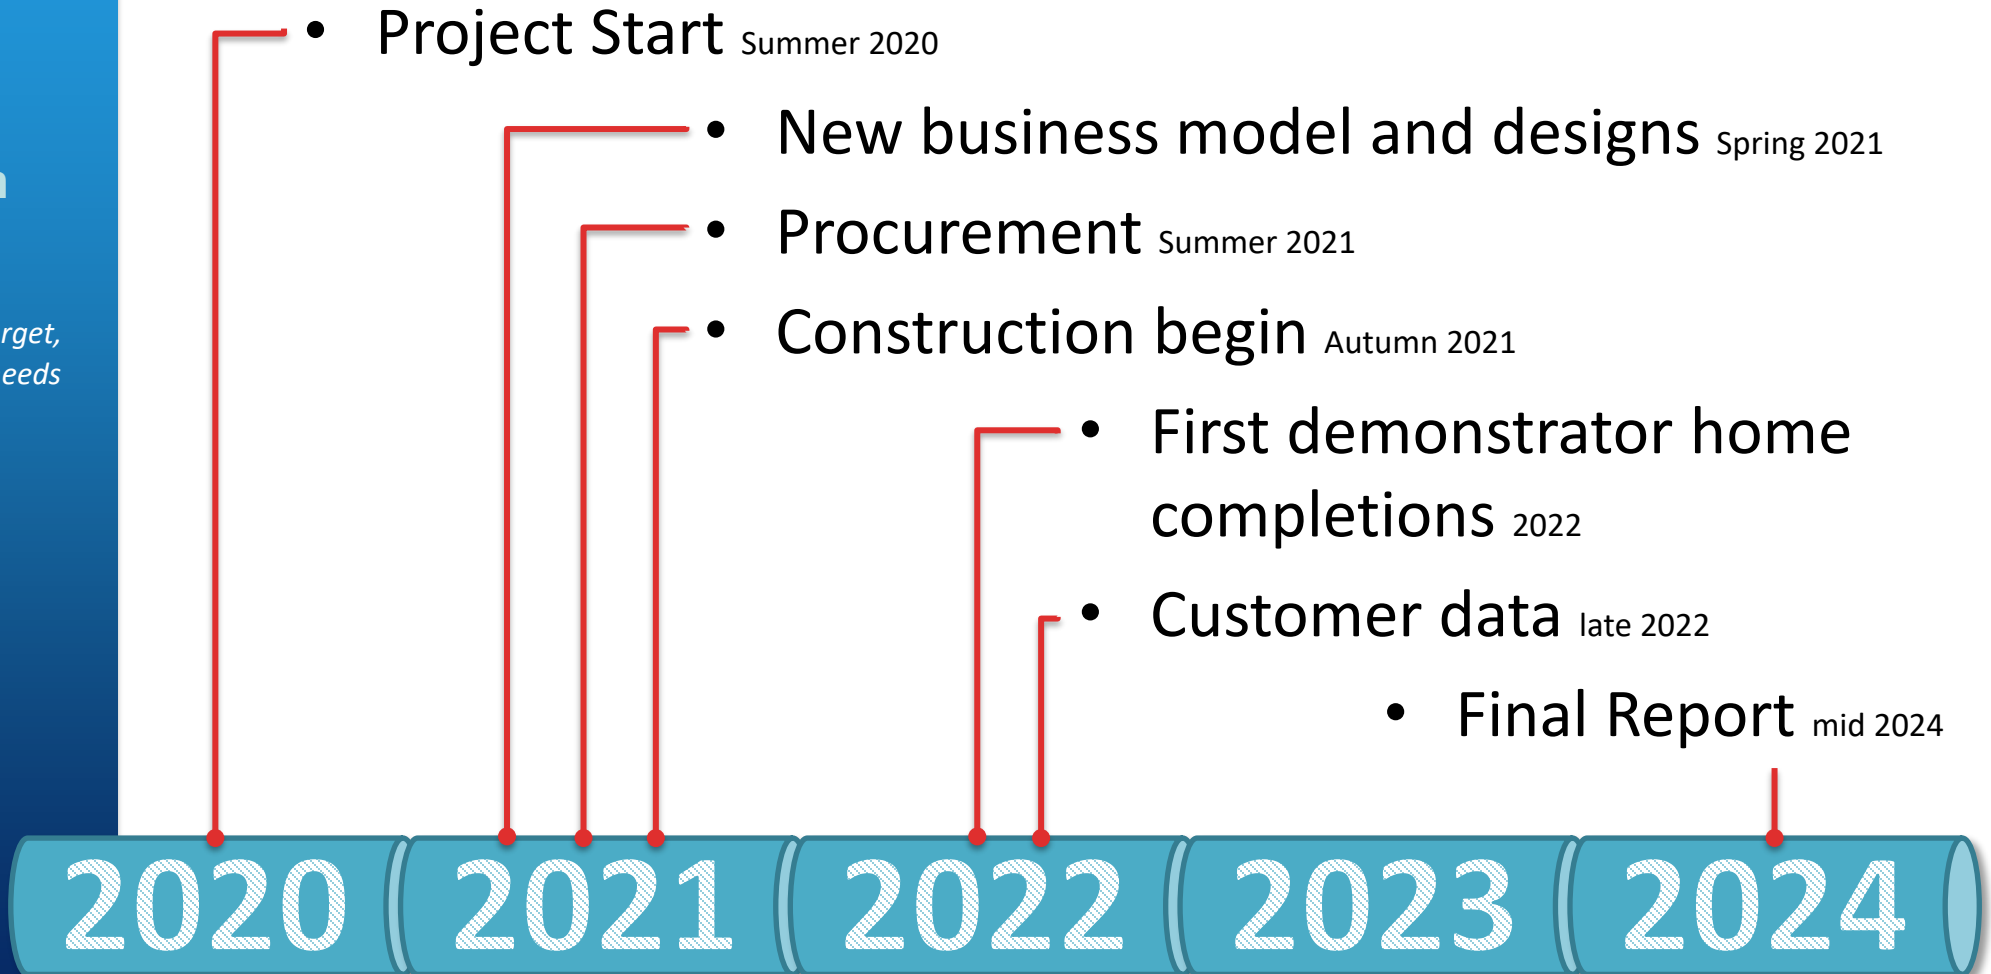 • Project Start Summer 2020
• New business model and designs Spring 2021
• Procurement Summer 2021
• Construction begin Autumn 2021
• First demonstrator home
completions 2022
• Customer data late 2022
• Final Report mid 2024
2020 2021 2022 2023 2024